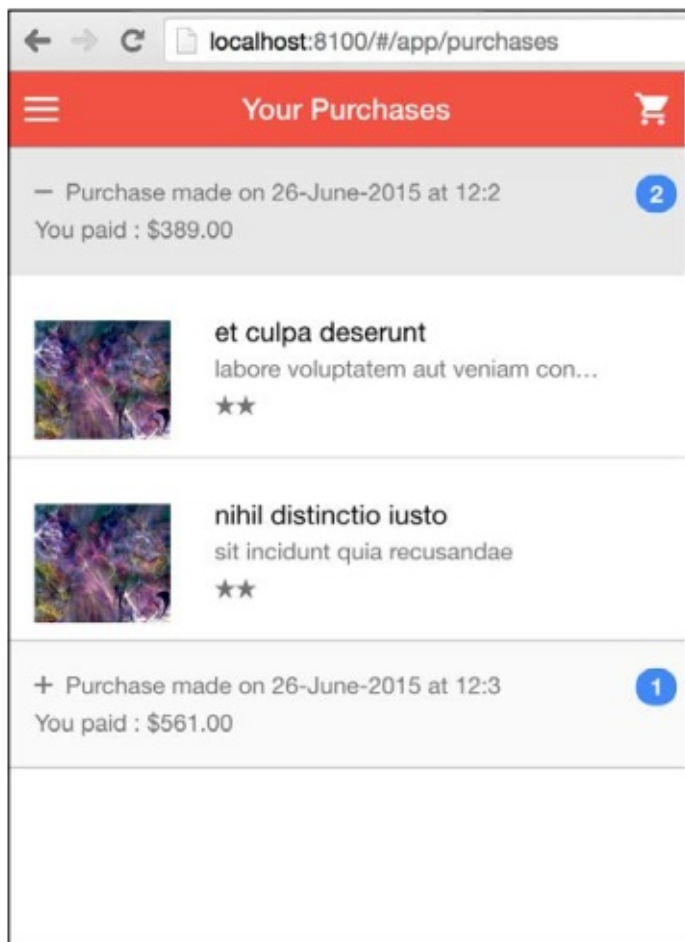 localhost:8100/#/app/purchases
Your Purchases
− Purchase made on 26-June-2015 at 12:2
2
You paid : $389.00
et culpa deserunt
labore voluptatem aut veniam con...
★★
nihil distinctio iusto
sit incidunt quia recusandae
★★
+ Purchase made on 26-June-2015 at 12:3
1
You paid : $561.00